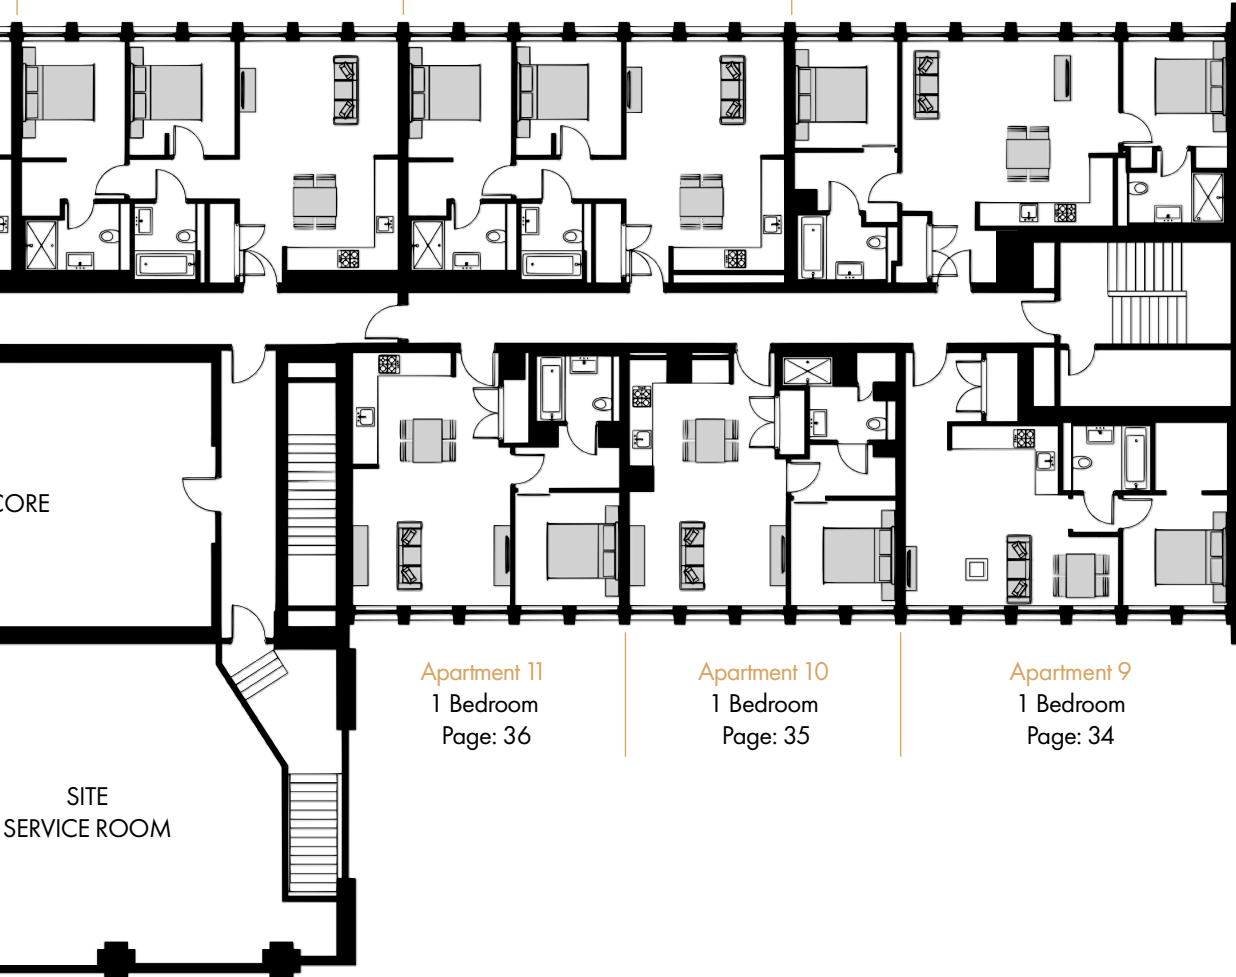 CORE
Apartment 11
1 Bedroom
Page: 36
Apartment 10
1 Bedroom
Page: 35
Apartment 9
1 Bedroom
Page: 34
SITE
SERVICE ROOM